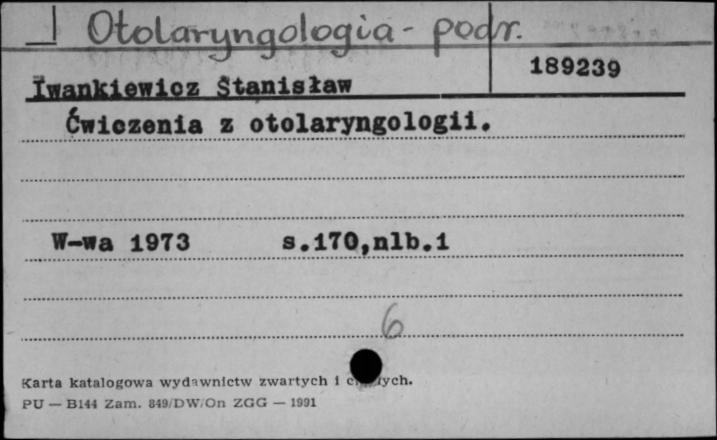 Otolaryngologia - podr.
189239
Iwankiewicz Stanisław
Ćwiczenia z otolaryngologii.
W-wa 1973 s.170,nlb.1
6
Karta katalogowa wydawnictw zwartych i
PU — B144 Zam. 849/DW/On ZGG — 1991